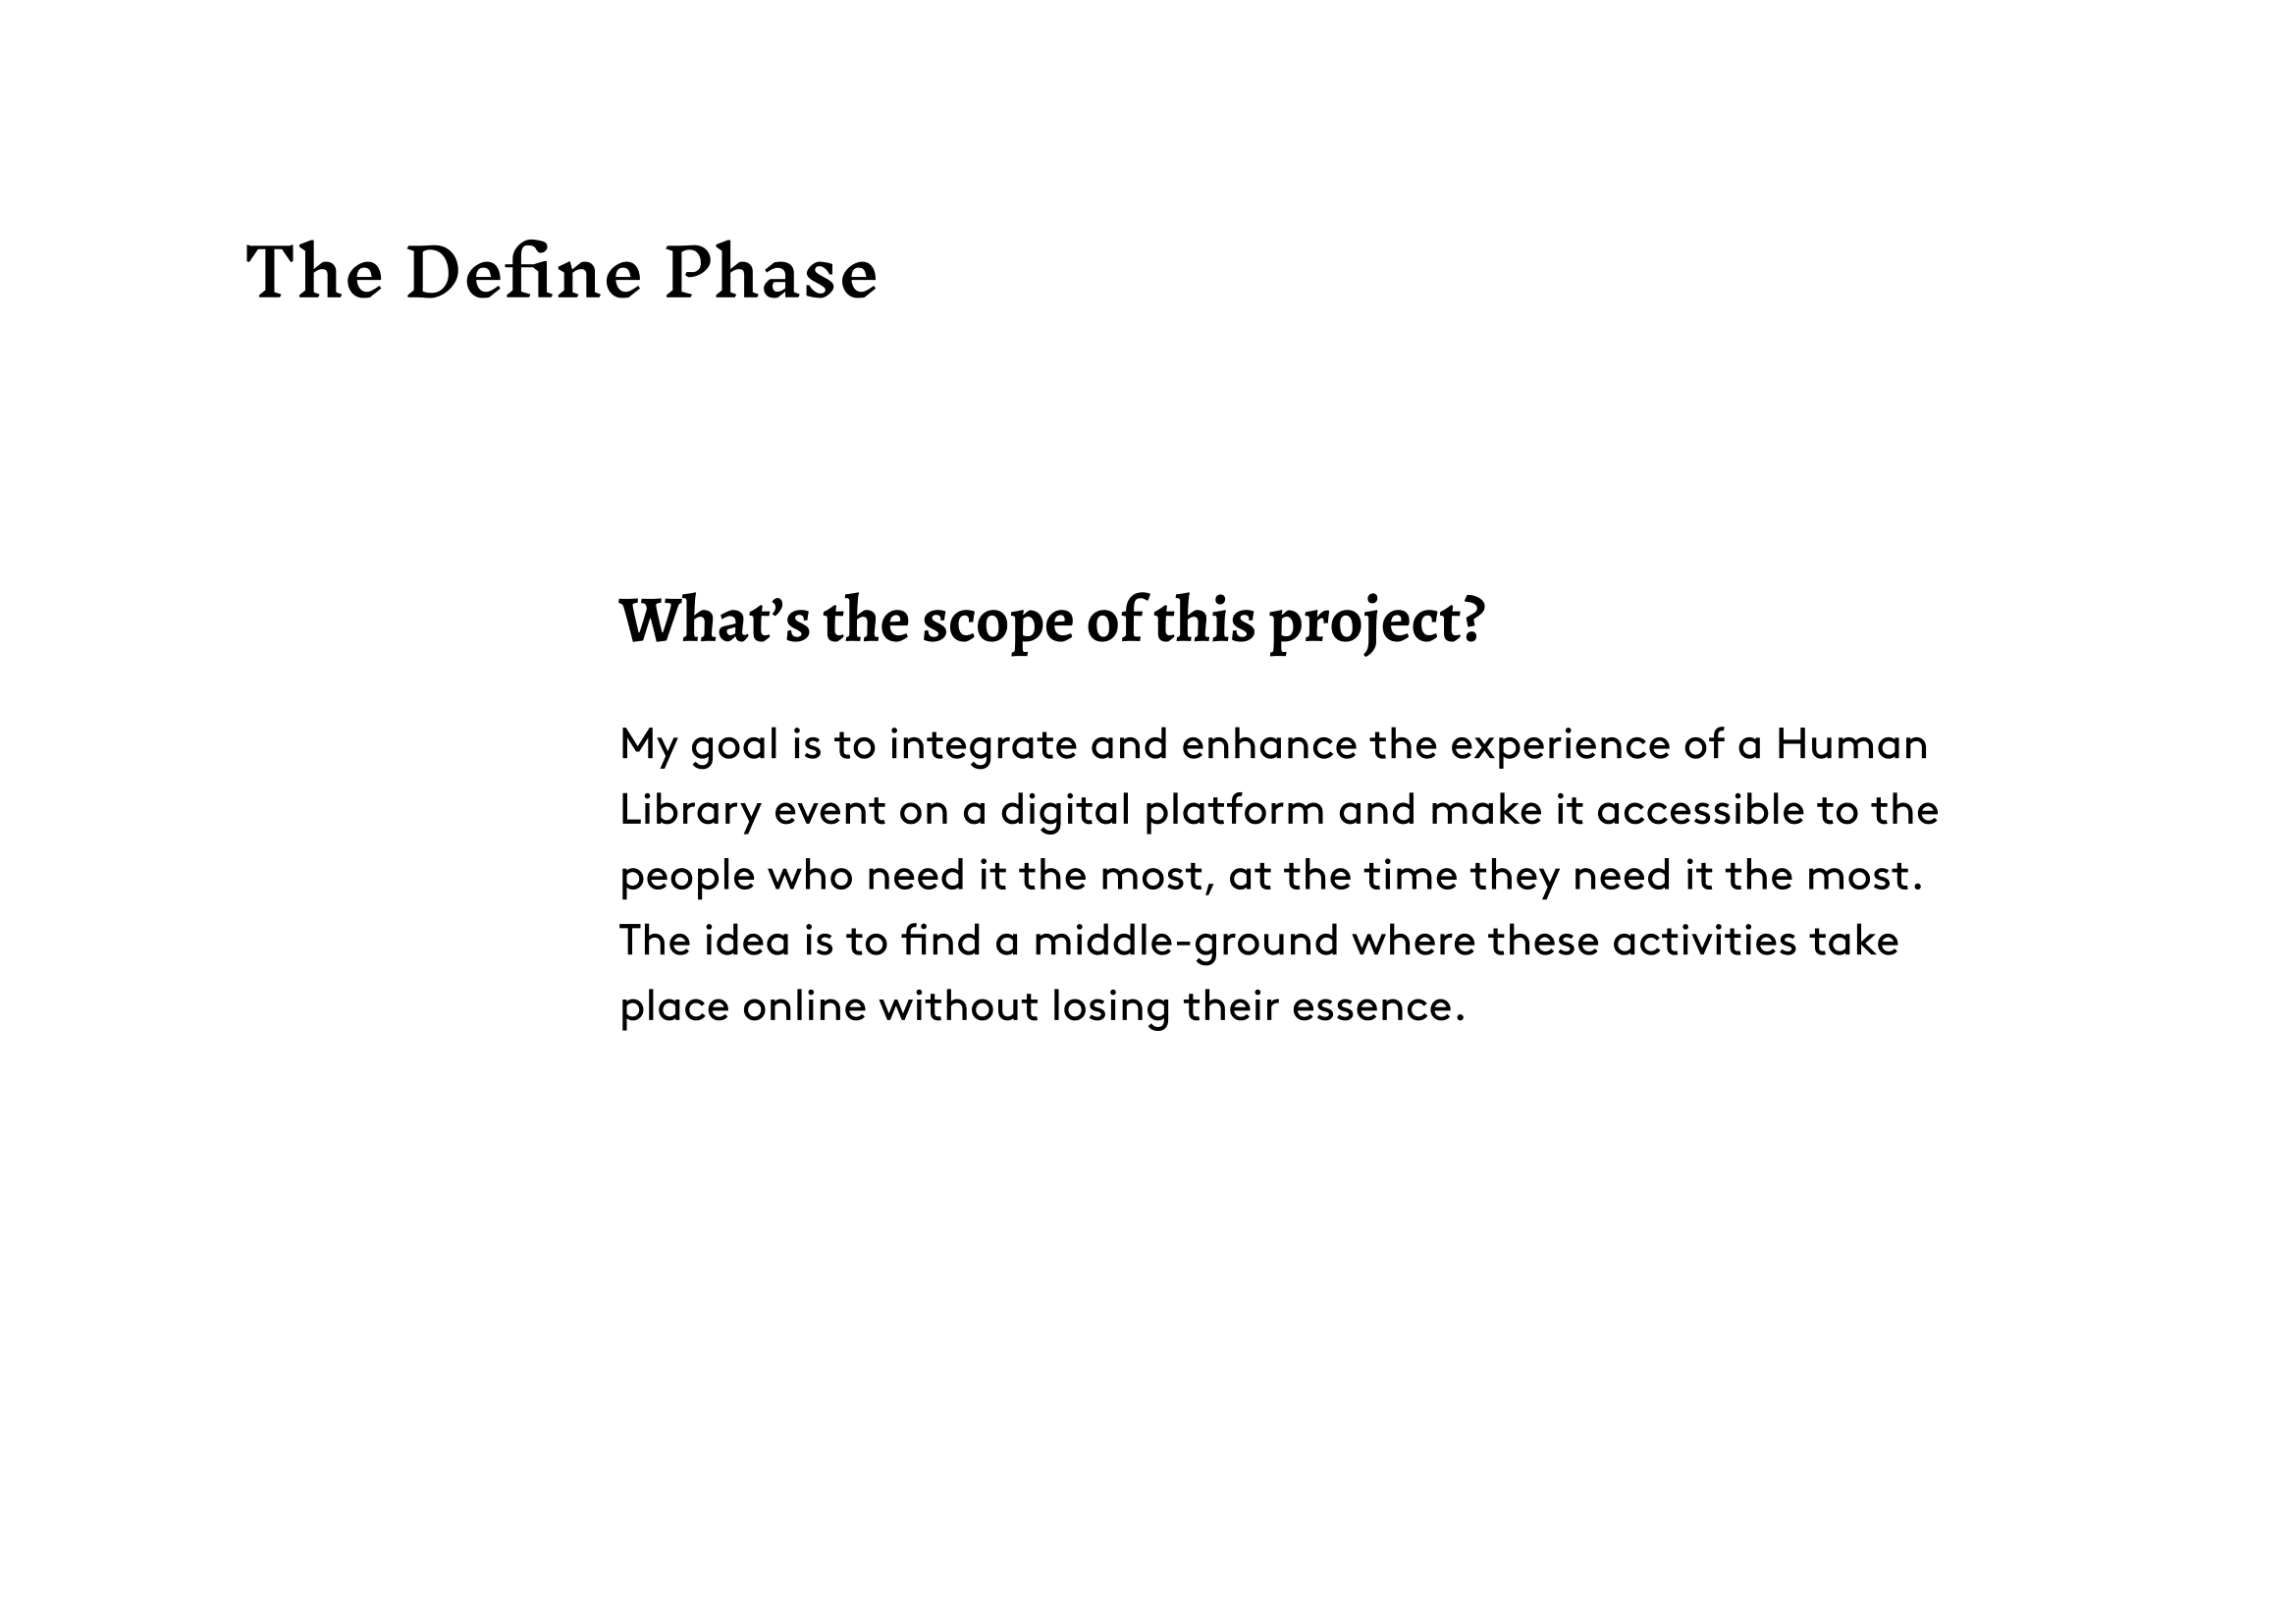 The Define Phase
What’s the scope of this project?
My goal is to integrate and enhance the experience of a Human
Library event on a digital platform and make it accessible to the
people who need it the most, at the time they need it the most.
The idea is to find a middle-ground where these activities take
place online without losing their essence.